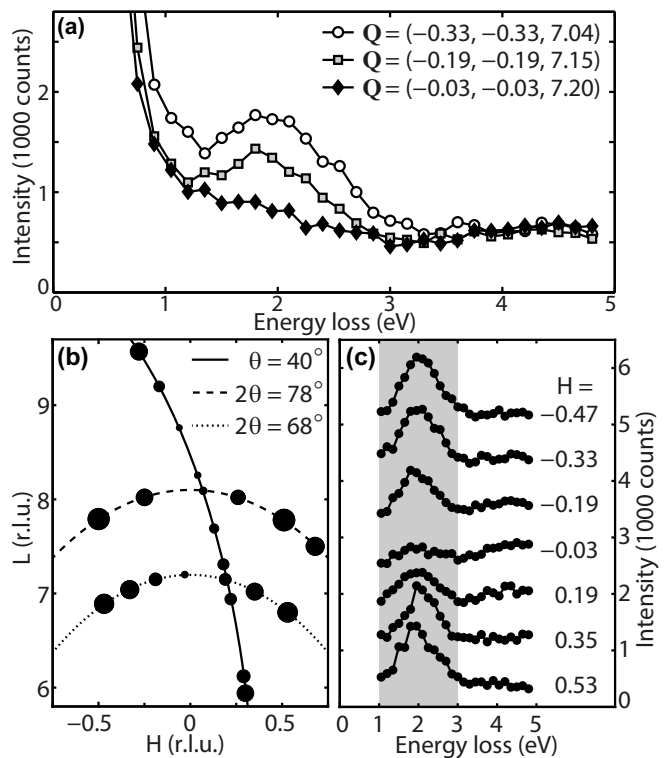 (a)
Q = (−0.33, −0.33, 7.04)
Q = (−0.19, −0.19, 7.15)
Q = (−0.03, −0.03, 7.20)
Intensity (1000 counts)
2
1
0
0 1 2 3 4 5
Energy loss (eV)
(b)
θ = 40°
2θ = 78°
2θ = 68°
L (r.l.u.)
9
8
7
6
−0.5 0 0.5
H (r.l.u.)
(c)
H =
−0.47
−0.33
−0.19
−0.03
0.19
0.35
0.53
6
5
4
3
2
1
0
Intensity (1000 counts)
0 1 2 3 4 5
Energy loss (eV)